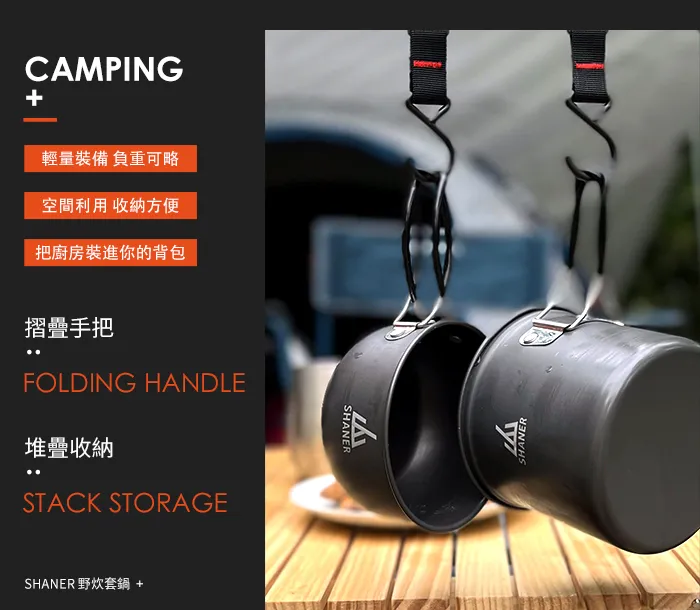 CAMPING
+
輕量裝備 負重可略
空間利用 收納方便
把廚房裝進你的背包
摺疊手把
••
FOLDING HANDLE
堆疊收納
••
STACK STORAGE
SHANER 野炊套鍋 +
SHANER
SHANER